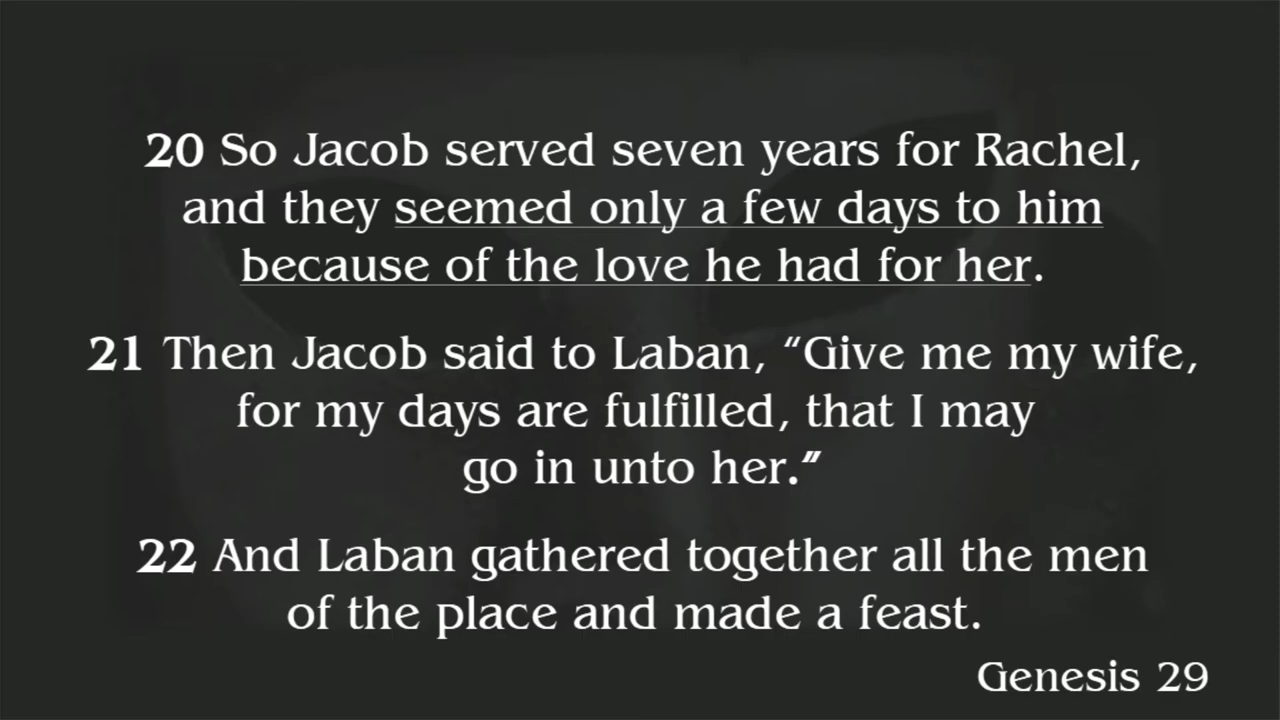 20 So Jacob served seven years for Rachel,
and they seemed only a few days to him
because of the love he had for her.
21 Then Jacob said to Laban, “Give me my wife,
for my days are fulfilled, that I may
go in unto her.”
22 And Laban gathered together all the men
of the place and made a feast.
Genesis 29